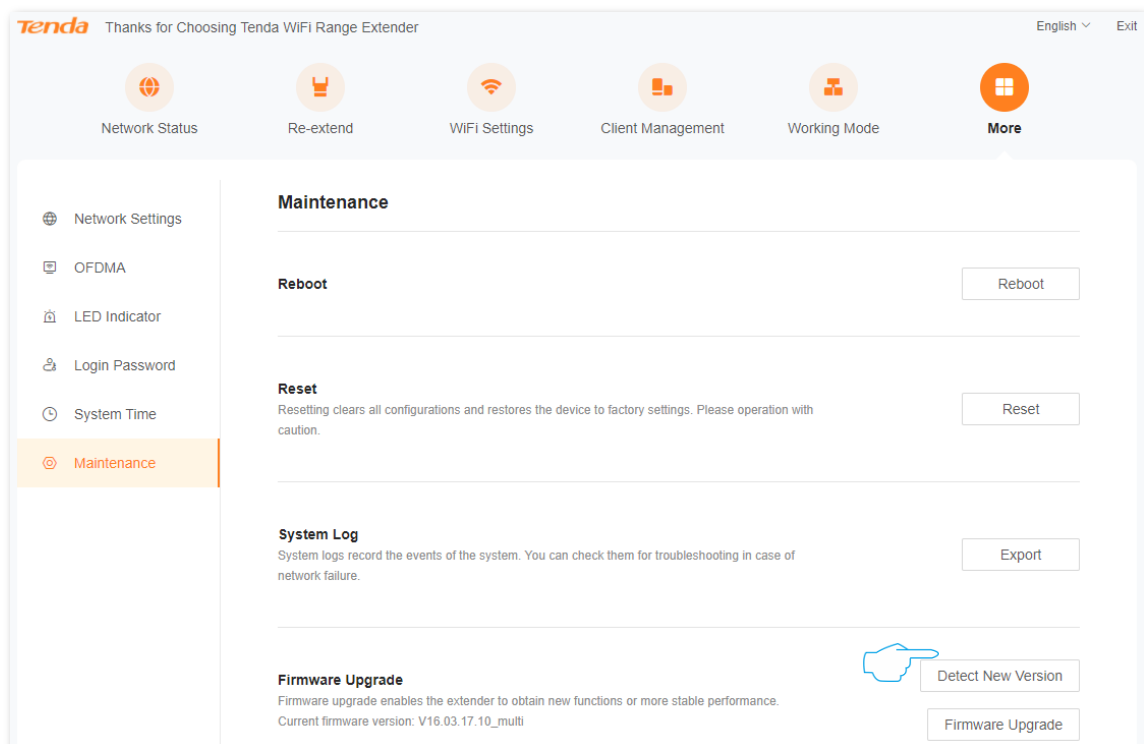 Tenda Thanks for Choosing Tenda WiFi Range Extender English Exit
Network Status Re-extend WiFi Settings Client Management Working Mode More
Network Settings
OFDMA
LED Indicator
Login Password
System Time
Maintenance
Maintenance
Reboot Reboot
Reset
Resetting clears all configurations and restores the device to factory settings. Please operation with
caution.
Reset
System Log
System logs record the events of the system. You can check them for troubleshooting in case of
network failure.
Export
Firmware Upgrade
Firmware upgrade enables the extender to obtain new functions or more stable performance.
Current firmware version: V16.03.17.10_multi
Detect New Version
Firmware Upgrade